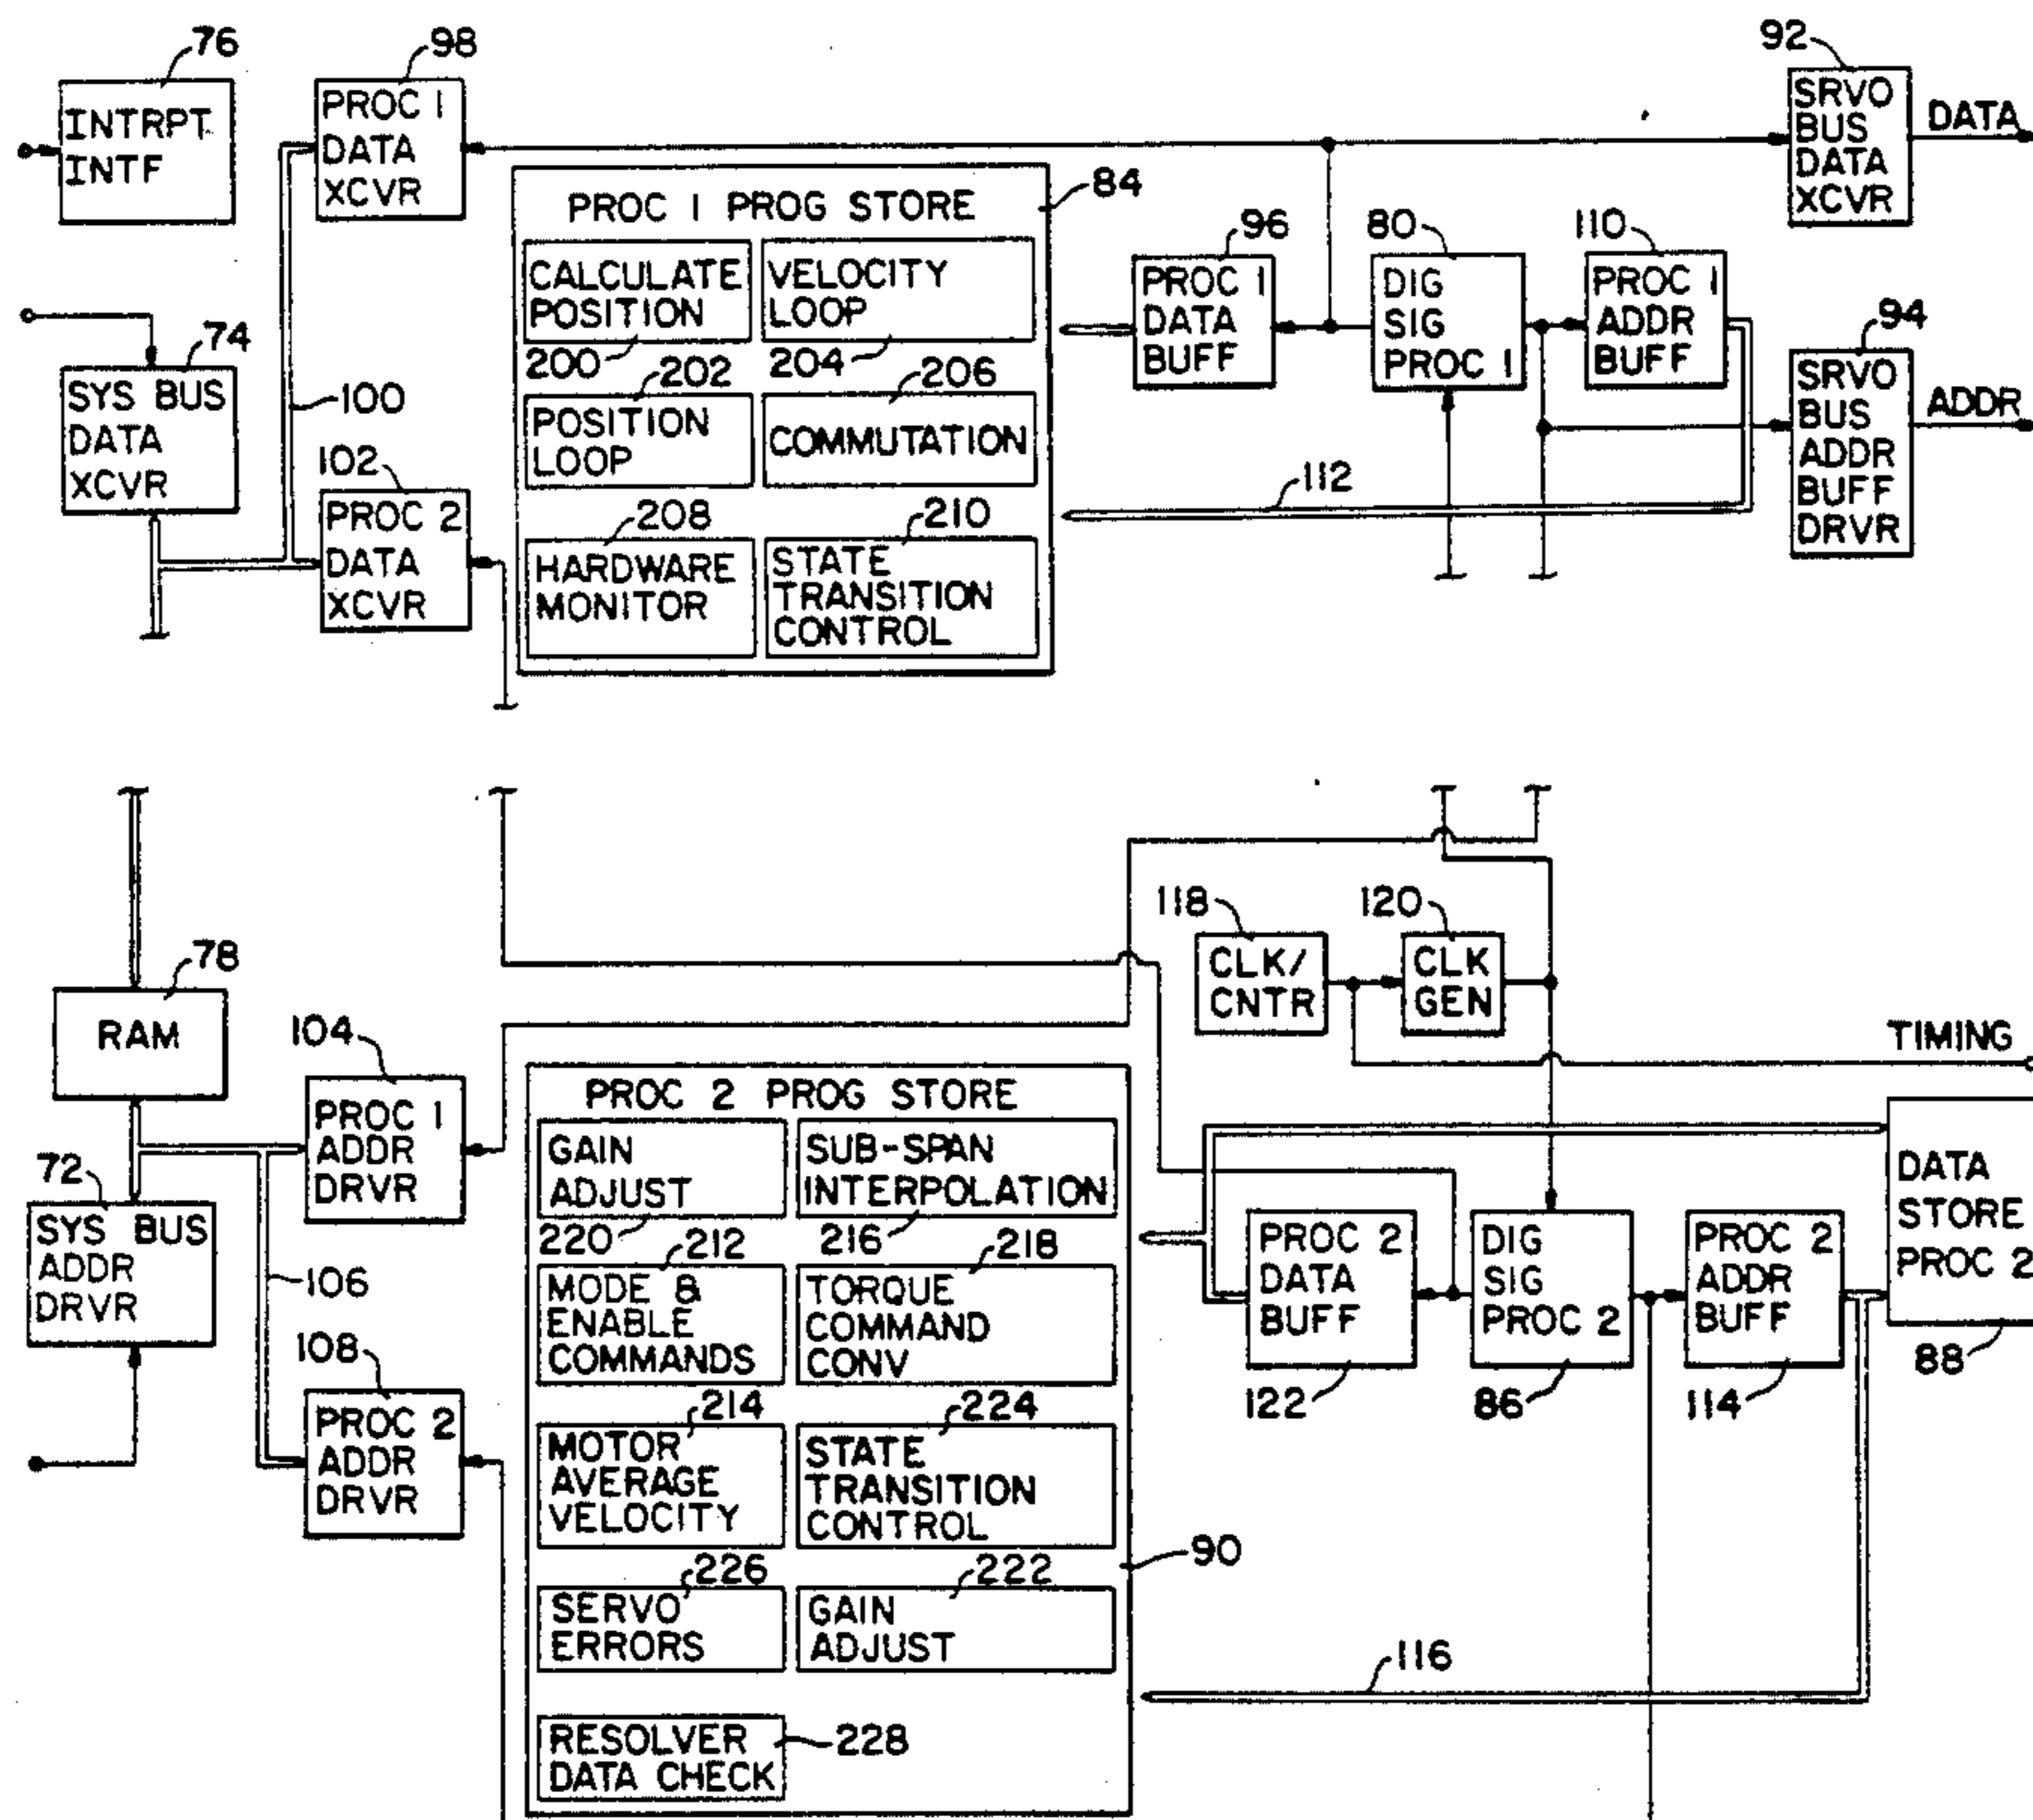 76
INTRPT
INTF
98
PROC 1
DATA
XCVR
92
SRVO
BUS
DATA
XCVR
DATA
84
PROC 1 PROG STORE
CALCULATE
POSITION
200
VELOCITY
LOOP
204
202
POSITION
LOOP
206
COMMUTATION
208
HARDWARE
MONITOR
210
STATE
TRANSITION
CONTROL
96
PROC 1
DATA
BUFF
80
DIG
SIG
PROC 1
110
PROC 1
ADDR
BUFF
94
SRVO
BUS
ADDR
BUFF
DRVR
ADDR
74
SYS BUS
DATA
XCVR
100
102
PROC 2
DATA
XCVR
112
118
CLK/
CNTR
120
CLK
GEN
TIMING
78
RAM
104
PROC 1
ADDR
DRVR
72
SYS BUS
ADDR
DRVR
106
108
PROC 2
ADDR
DRVR
PROC 2 PROG STORE
GAIN
ADJUST
220
SUB-SPAN
INTERPOLATION
216
212
MODE &
ENABLE
COMMANDS
218
TORQUE
COMMAND
CONV
214
MOTOR
AVERAGE
VELOCITY
224
STATE
TRANSITION
CONTROL
90
226
SERVO
ERRORS
222
GAIN
ADJUST
228
RESOLVER
DATA CHECK
PROC 2
DATA
BUFF
122
DIG
SIG
PROC 2
86
PROC 2
ADDR
BUFF
114
DATA
STORE
PROC 2
88
116